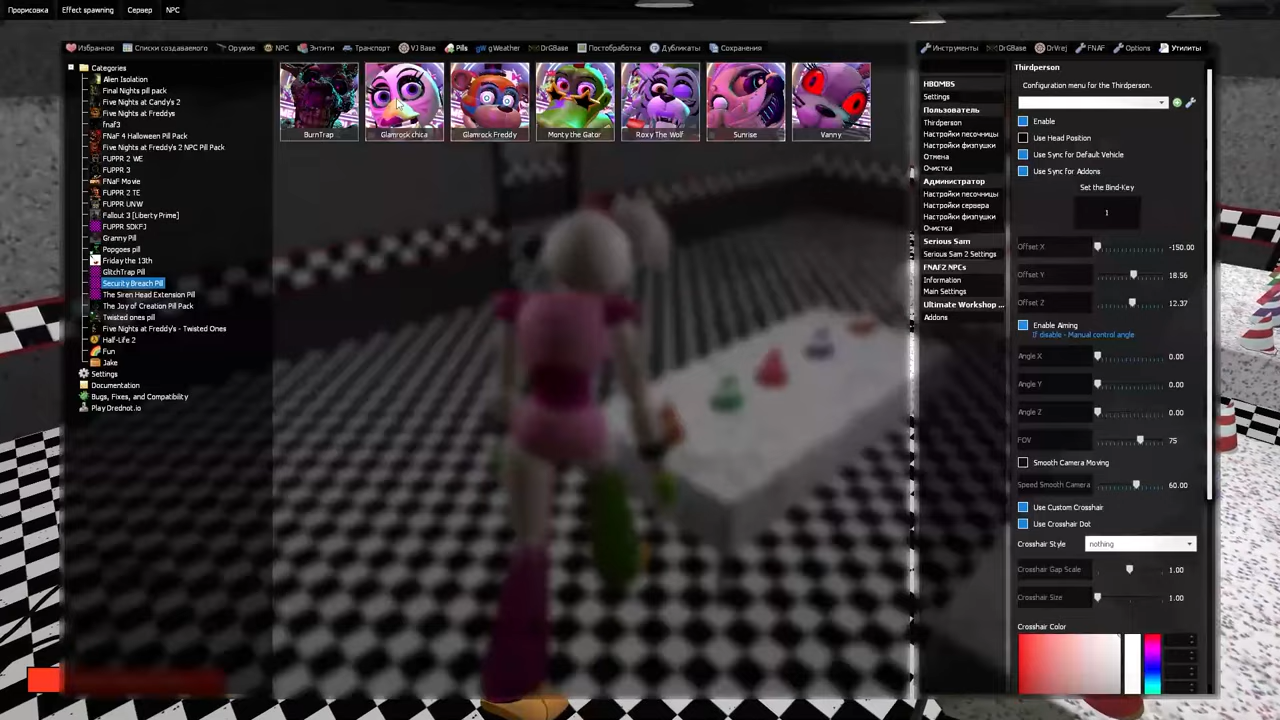 Прорисовка Effect spawning Сервер NPC
Избранное Списки создаваемого Оружие NPC Энтити Транспорт VJ Base Pills gWeather DrGBase Постобработка Дубликаты Сохранения
Categories
Alien Isolation
Final Nights pill pack
Five Nights at Candy's 2
Five Nights at Freddys
fnaf3
FNAF 4 Halloween Pill Pack
Five Nights at Freddy's 2 NPC Pill Pack
FUPPR 2 WE
FUPPR 3
FNaF Movie
FUPPR 2 TE
FUPPR UNW
Fallout 3 [Liberty Prime]
FUPPR SDKFJ
Granny Pill
Popgoes pill
Friday the 13th
GlitchTrap Pill
Security Breach Pill
The Siren Head Extension Pill
The Joy of Creation Pill Pack
Twisted ones pill
Five Nights at Freddy's - Twisted Ones
Half-Life 2
Fun
Jake
Settings
Documentation
Bugs, Fixes, and Compatibility
Play Drednot.io
BurnTrap Glamrock chica Glamrock Freddy Monty the Gator Roxy The Wolf Sunrise Vanny
Инструменты DrGBase DrVrej FNAF Options Утилиты
HBOMBS
Settings
Пользователь
Thirdperson
Настройки песочницы
Настройки физпушки
Отмена
Очистка
Администратор
Настройки песочницы
Настройки сервера
Настройки физпушки
Очистка
Serious Sam
Serious Sam 2 Settings
FNAF2 NPCs
Information
Main Settings
Ultimate Workshop ...
Addons
Thirdperson
Configuration menu for the Thirdperson.
Enable
Use Head Position
Use Sync for Default Vehicle
Use Sync for Addons
Set the Bind-Key
1
Offset X -150.00
Offset Y 18.56
Offset Z 12.37
Enable Aiming
If disable - Manual control angle
Angle X 0.00
Angle Y 0.00
Angle Z 0.00
FOV 75
Smooth Camera Moving
Speed Smooth Camera 60.00
Use Custom Crosshair
Use Crosshair Dot
Crosshair Style nothing
Crosshair Gap Scale 1.00
Crosshair Size 1.00
Crosshair Color